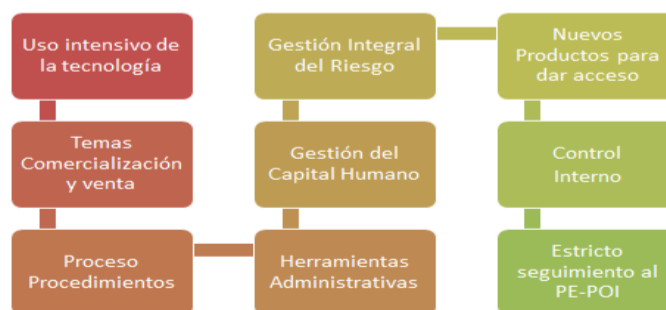 Uso intensivo de
la tecnología
Temas
Comercialización
y venta
Proceso
Procedimientos
Herramientas
Administrativas
Gestión del
Capital Humano
Gestión Integral
del Riesgo
Nuevos
Productos para
dar acceso
Control
Interno
Estricto
seguimiento al
PE-POI